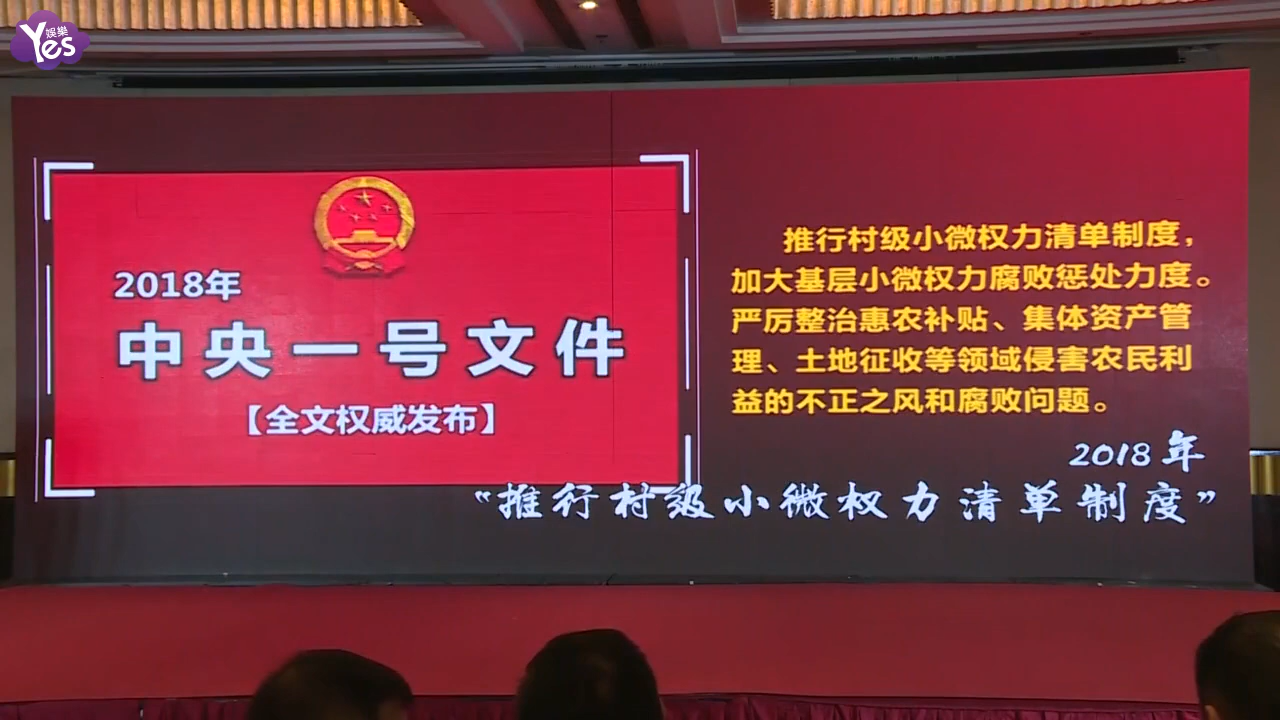 娱樂
Yes
2018年
中央一号文件
【全文权威发布】
推行村级小微权力清单制度，
加大基层小微权力腐败惩处力度。
严厉整治惠农补贴、集体资产管
理、土地征收等领域侵害农民利
益的不正之风和腐败问题。
2018年
“推行村级小微权力清单制度”